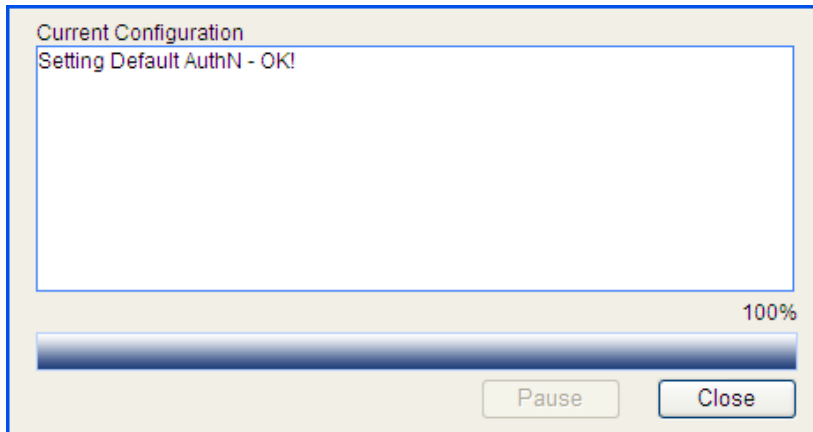 Current Configuration
Setting Default AuthN - OK!
100%
Pause
Close